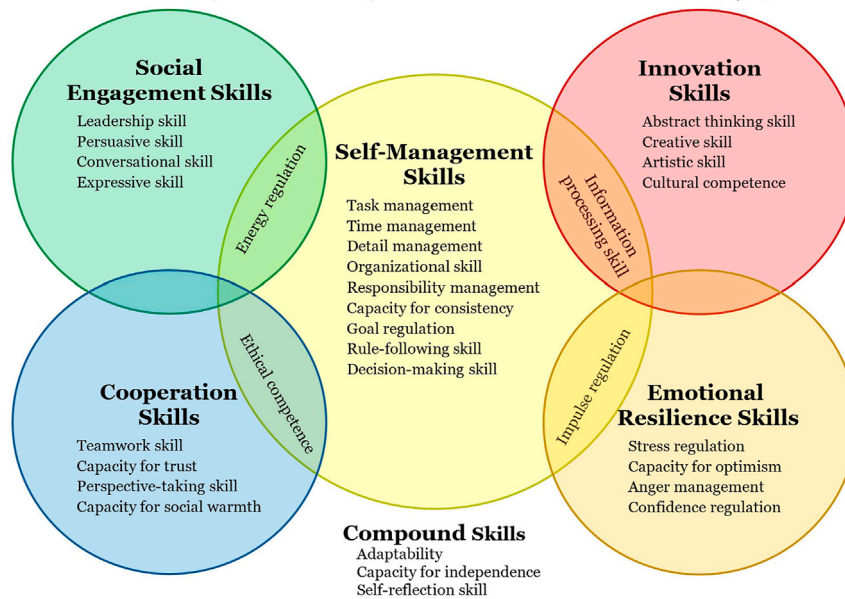 Social
Engagement Skills
Leadership skill
Persuasive skill
Conversational skill
Expressive skill
Energy regulation
Self-Management
Skills
Task management
Time management
Detail management
Organizational skill
Responsibility management
Capacity for consistency
Goal regulation
Rule-following skill
Decision-making skill
Innovation
Skills
Abstract thinking skill
Creative skill
Artistic skill
Cultural competence
Information
processing skill
Cooperation
Skills
Teamwork skill
Capacity for trust
Perspective-taking skill
Capacity for social warmth
Ethical competence
Impulse regulation
Emotional
Resilience Skills
Stress regulation
Capacity for optimism
Anger management
Confidence regulation
Compound Skills
Adaptability
Capacity for independence
Self-reflection skill